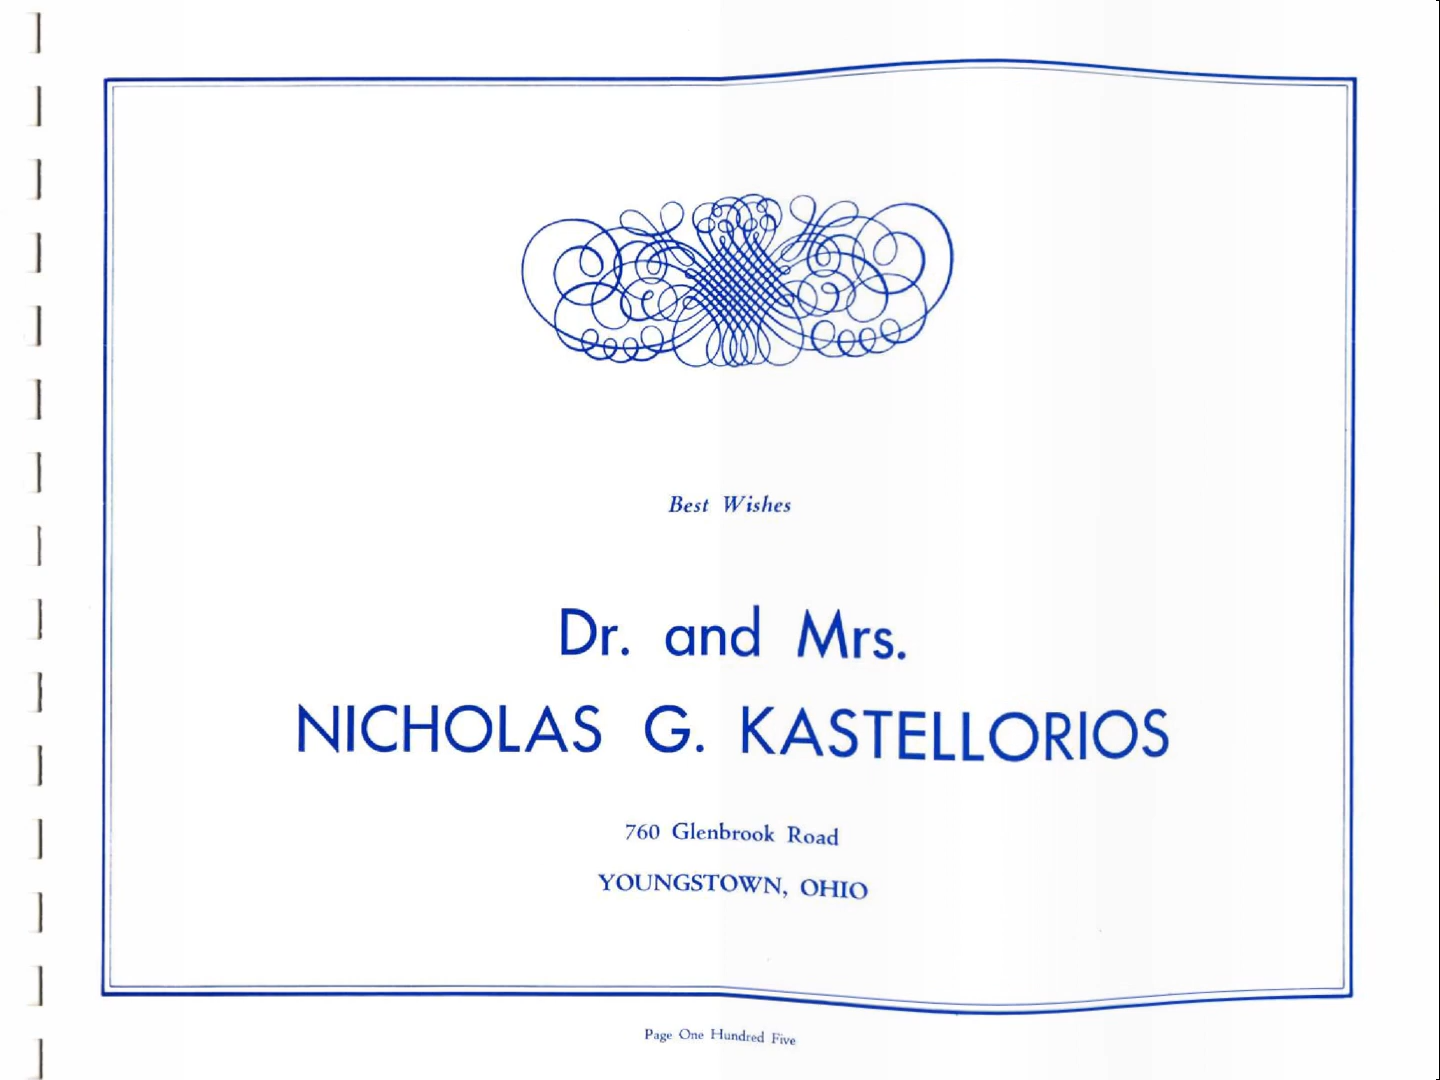 Best Wishes
Dr. and Mrs.
NICHOLAS G. KASTELLORIOS
760 Glenbrook Road
YOUNGSTOWN, OHIO
Page One Hundred Five